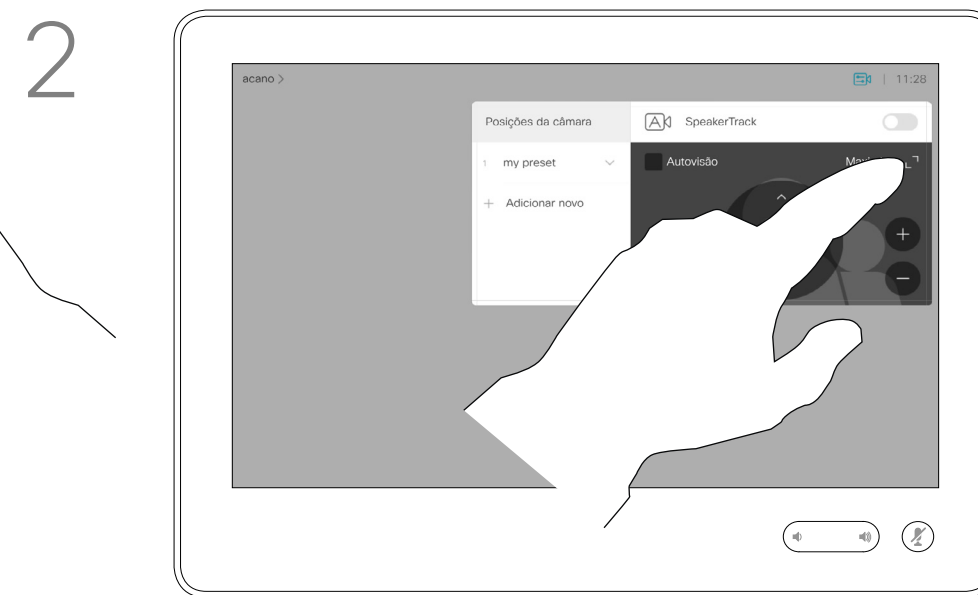 2
acano >
11:28
Posições da câmara
SpeakerTrack
1 my preset
Autovisão
+ Adicionar novo